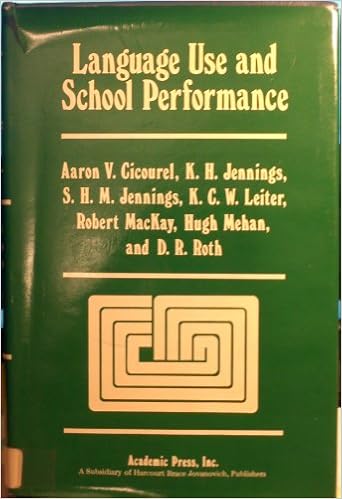 Language Use and
School Performance
Aaron V. Cicourel, K. H. Jennings,
S. H. M. Jennings, K. C. W. Leiter,
Robert MacKay, Hugh Mehan,
and D. R. Roth
Academic Press, Inc.
A Subsidiary of Harcourt Brace Jovanovich, Publishers